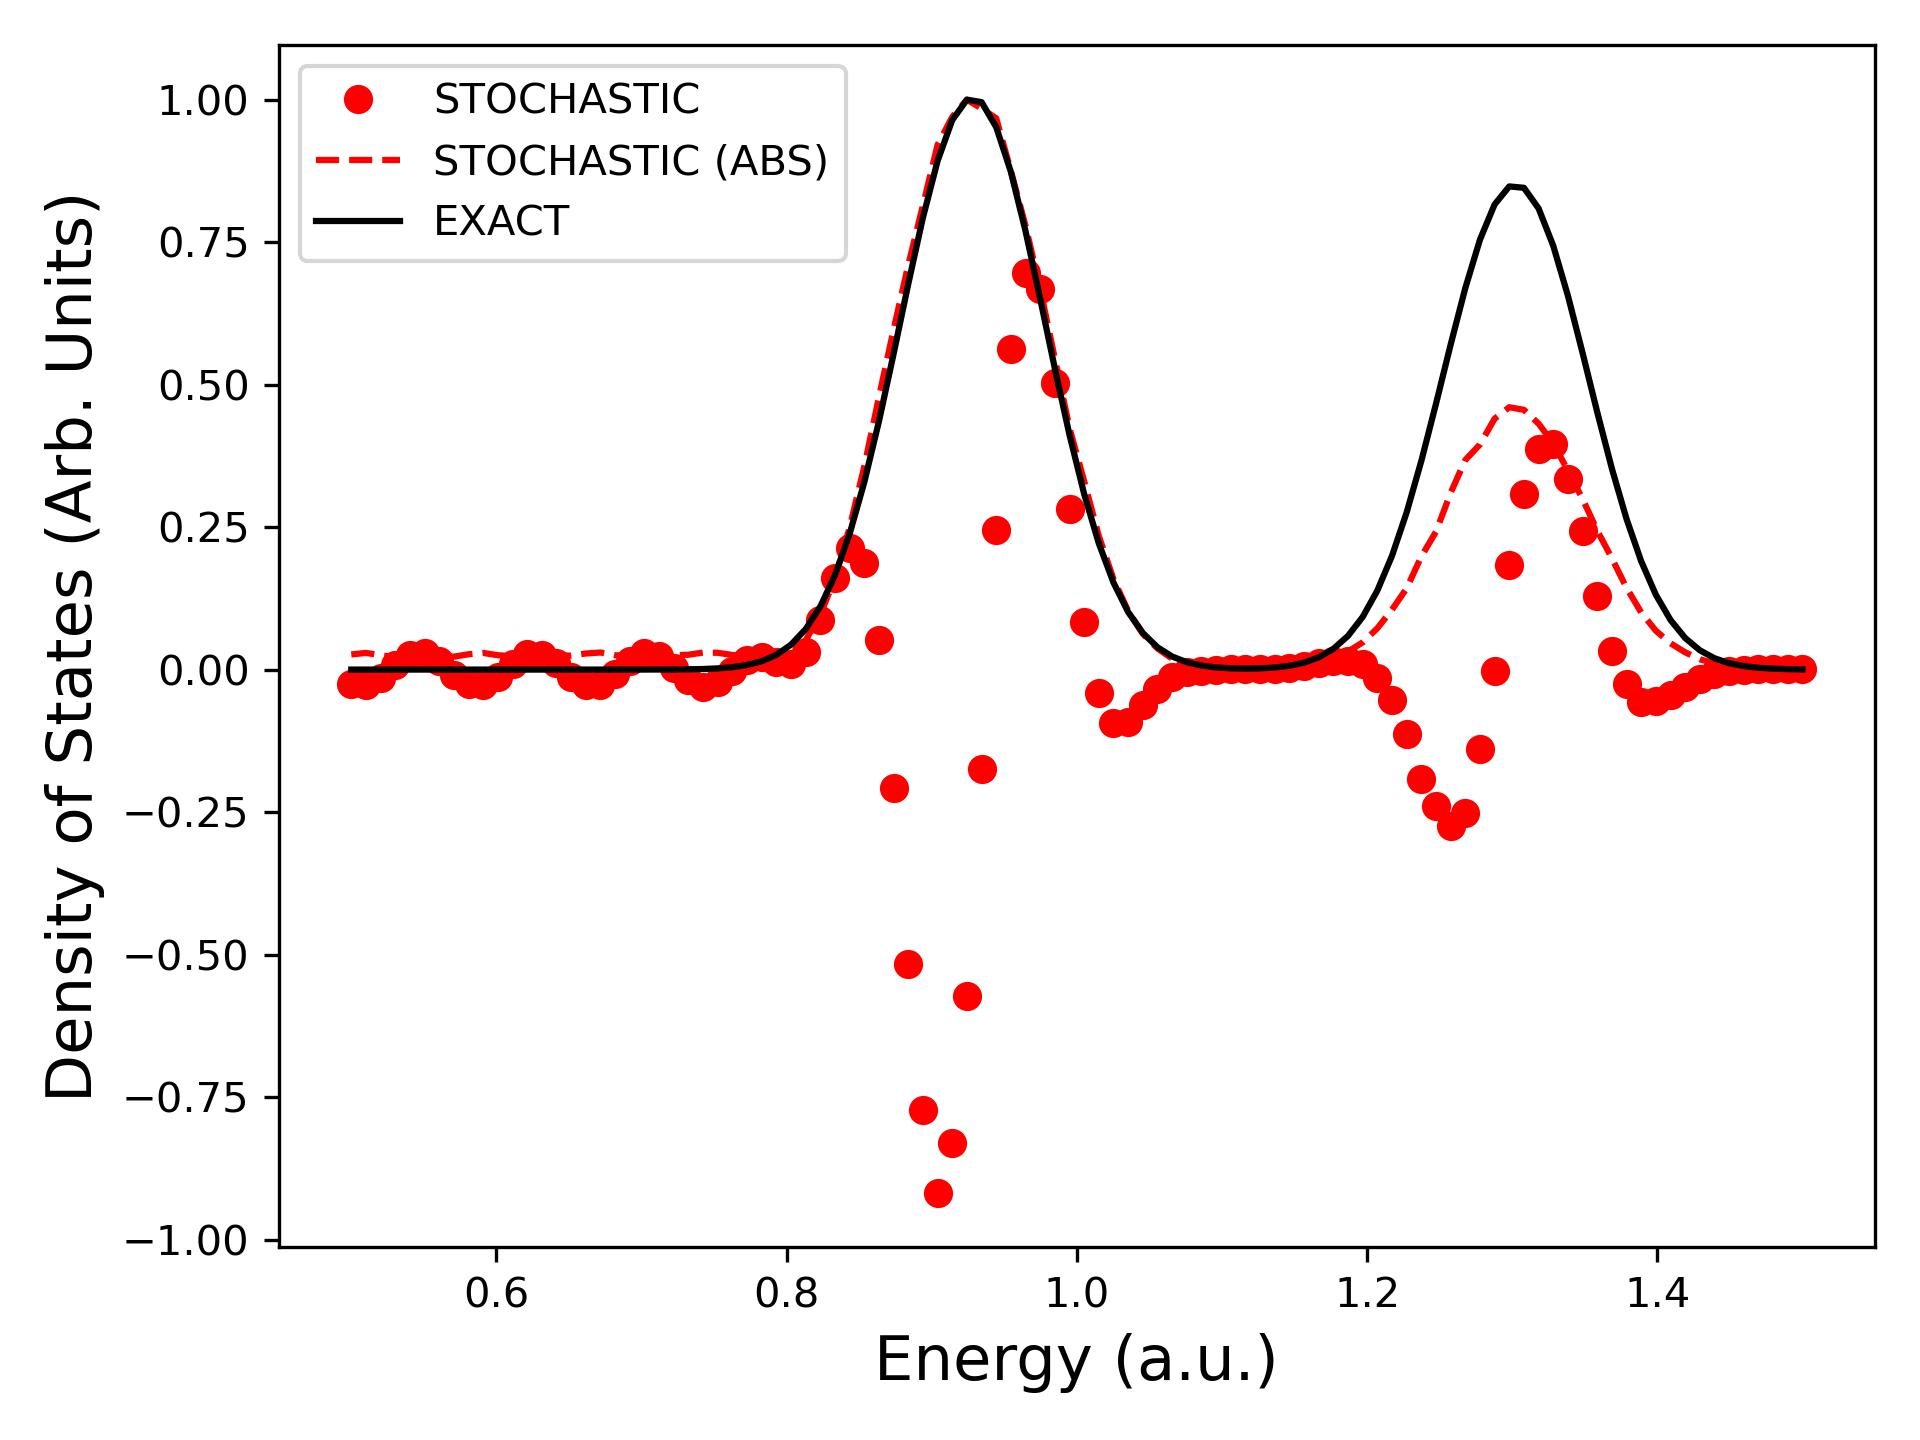 STOCHASTIC
STOCHASTIC (ABS)
EXACT
1.00
0.75
0.50
0.25
0.00
−0.25
−0.50
−0.75
−1.00
Density of States (Arb. Units)
0.6 0.8 1.0 1.2 1.4
Energy (a.u.)